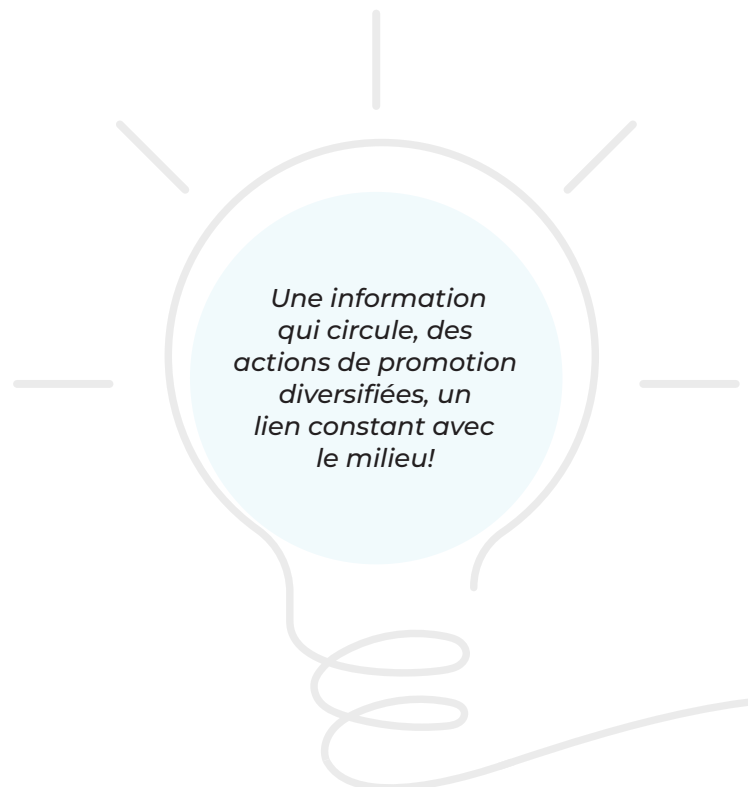 Une information
qui circule, des
actions de promotion
diversifiées, un
lien constant avec
le milieu!